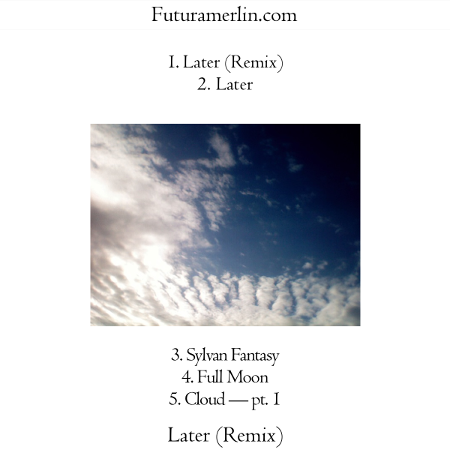 Futuramerlin.com
1. Later (Remix)
2. Later
3. Sylvan Fantasy
4. Full Moon
5. Cloud — pt. 1
Later (Remix)